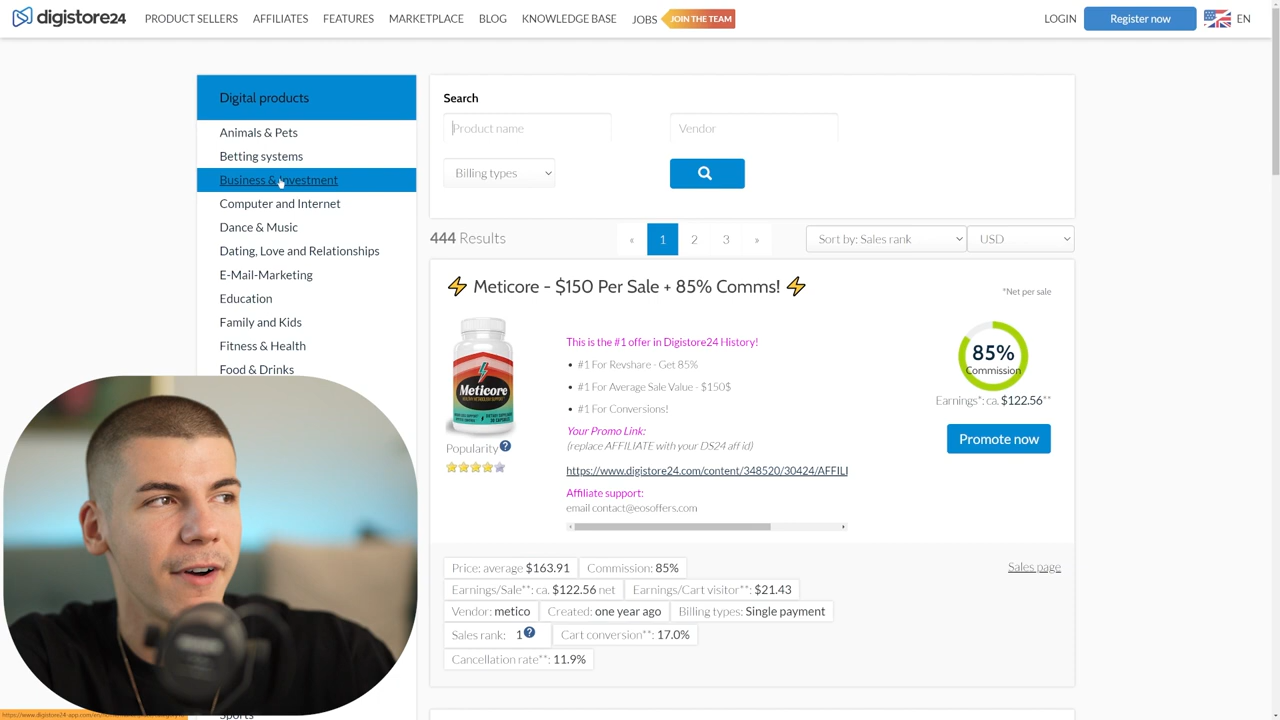 digistore24
PRODUCT SELLERS
AFFILIATES
FEATURES
MARKETPLACE
BLOG
KNOWLEDGE BASE
JOBS
JOIN THE TEAM
LOGIN
Register now
EN
Digital products
Animals & Pets
Betting systems
Business & Investment
Computer and Internet
Dance & Music
Dating, Love and Relationships
E-Mail-Marketing
Education
Family and Kids
Fitness & Health
Food & Drinks
Sports
Search
Product name
Vendor
Billing types
444 Results
«
1
2
3
»
Sort by: Sales rank
USD
⚡ Meticore - $150 Per Sale + 85% Comms! ⚡
*Net per sale
Meticore
This is the #1 offer in Digistore24 History!
• #1 For Revshare - Get 85%
• #1 For Average Sale Value - $150$
• #1 For Conversions!
Your Promo Link:
(replace AFFILIATE with your DS24 aff id)
https://www.digistore24.com/content/348520/30424/AFFILI
Affiliate support:
email contact@eosoffers.com
Popularity ?
85%
Commission
Earnings*: ca. $122.56**
Promote now
Price: average $163.91
Commission: 85%
Sales page
Earnings/Sale**: ca. $122.56 net
Earnings/Cart visitor**: $21.43
Vendor: metico
Created: one year ago
Billing types: Single payment
Sales rank: 1 ?
Cart conversion**: 17.0%
Cancellation rate**: 11.9%